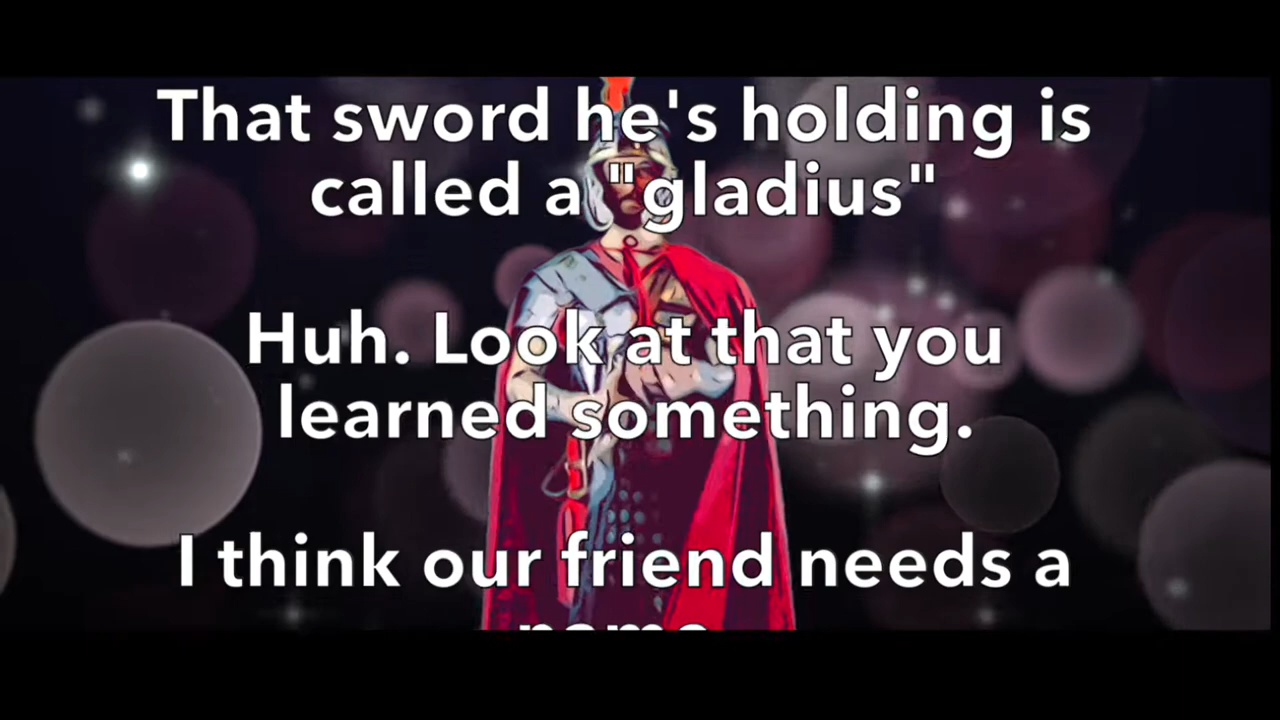 That sword he's holding is
called a "gladius"
Huh. Look at that you
learned something.
I think our friend needs a